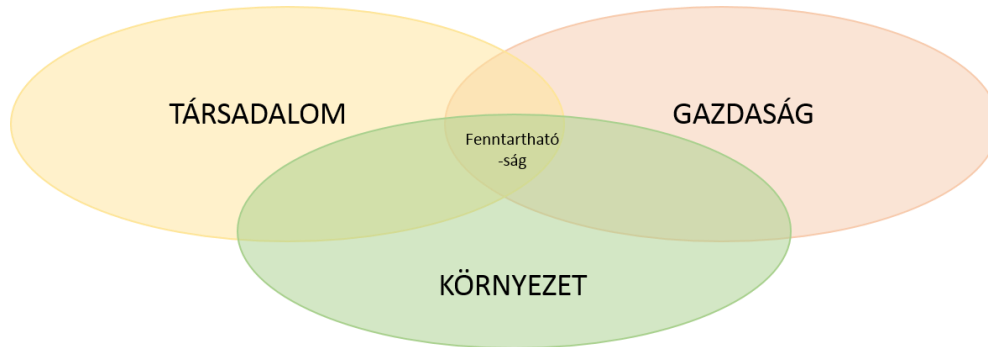 TÁRSADALOM
GAZDASÁG
Fenntartható
-ság
KÖRNYEZET